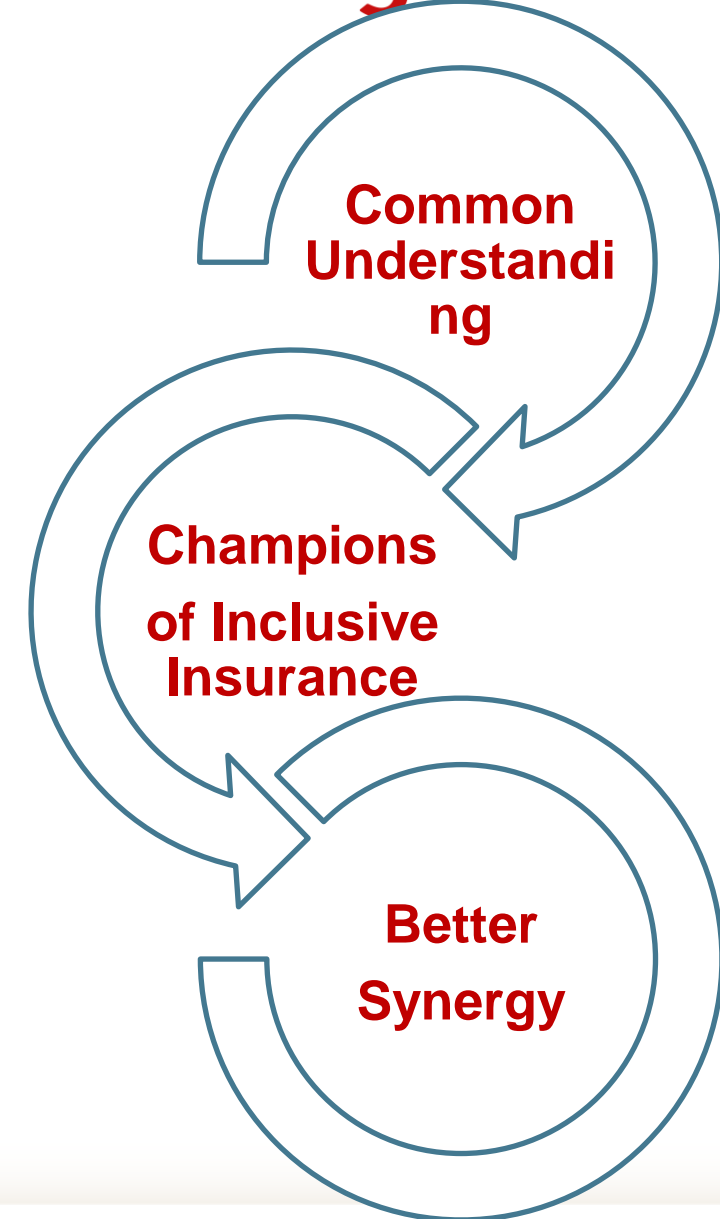 Common
Understandi
ng
Champions
of Inclusive
Insurance
Better
Synergy